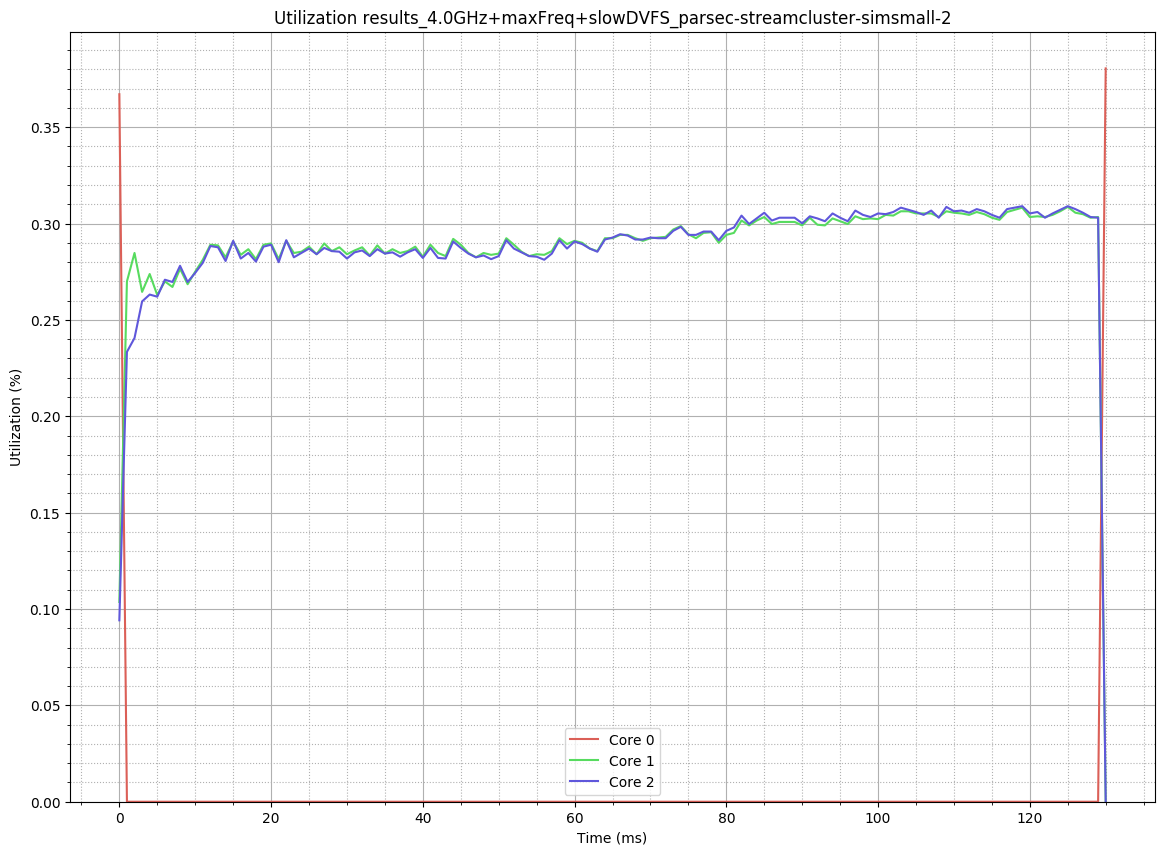 Utilization results_4.0GHz+maxFreq+slowDVFS_parsec-streamcluster-simsmall-2
Utilization (%)
0.35
0.30
0.25
0.20
0.15
0.10
0.05
0.00
Core 0
Core 1
Core 2
0 20 40 60 80 100 120
Time (ms)